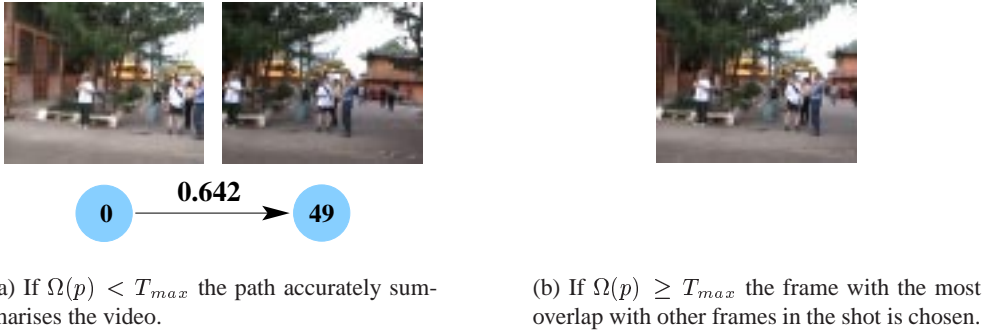 0.642
0 49
a) If Ω(p) < T_max the path accurately sum-
marises the video.
(b) If Ω(p) ≥ T_max the frame with the most
overlap with other frames in the shot is chosen.